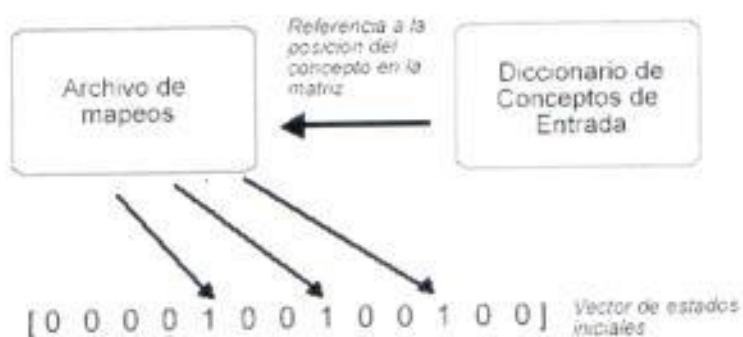 Referencia a la
posición del
concepto en la
matriz
Archivo de
mapeos
Diccionario de
Conceptos de
Entrada
[ 0 0 0 0 1 0 0 1 0 0 1 0 0 ]
Vector de estados
iniciales